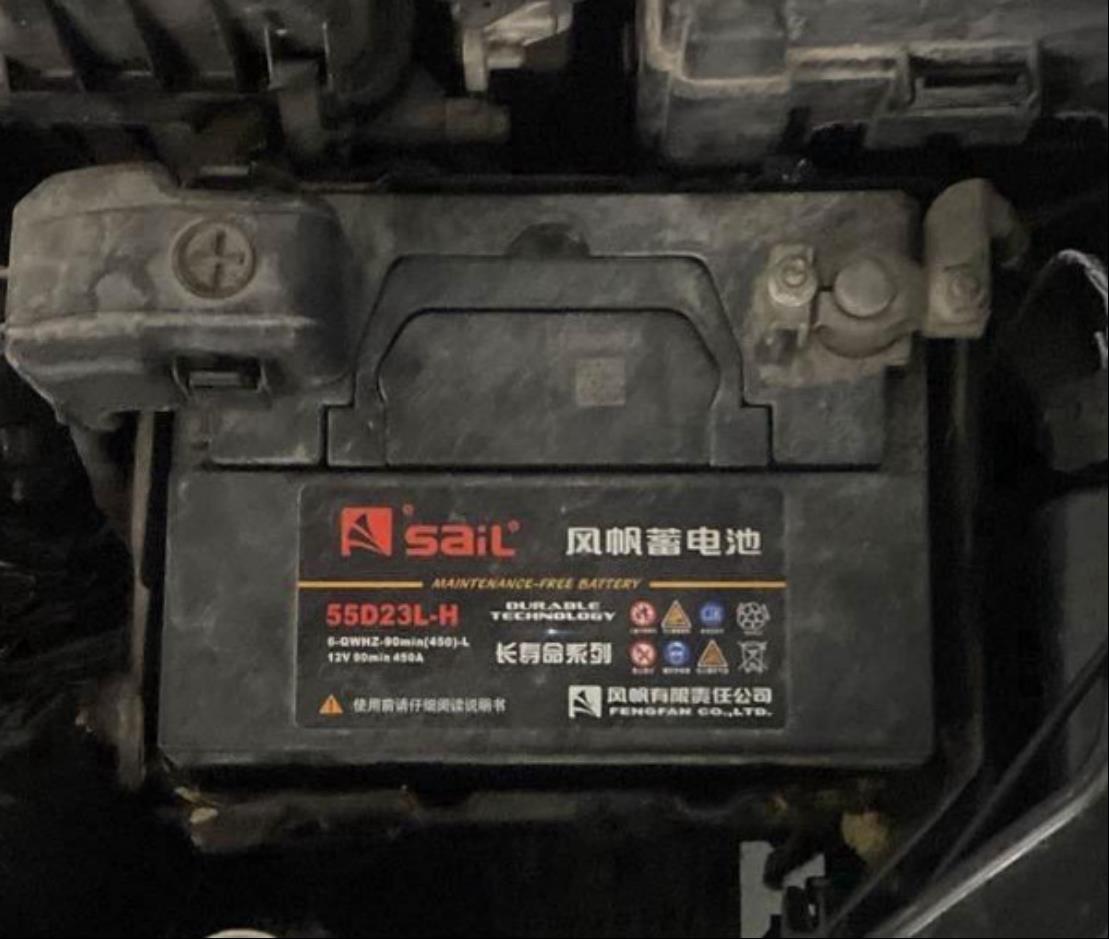 sail 风帆蓄电池
MAINTENANCE-FREE BATTERY
55D23L-H
6-QWHZ-90min(450)-L
12V 90min 450A
DURABLE
TECHNOLOGY
长寿命系列
使用前请仔细阅读说明书
风帆有限责任公司
FENGFAN CO.,LTD.